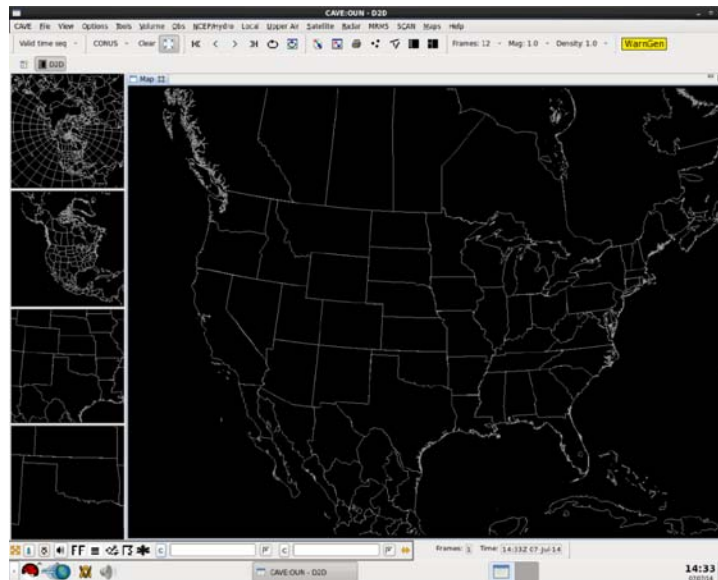 CAVE:OUN - D2D
CAVE File View Options Tools Volume Obs NCEP/Hydro Local Upper Air Satellite Radar MRMS SCAN Maps Help
Valid time seq CONUS Clear Frames: 12 Mag: 1.0 Density: 1.0 WarnGen
D2D
Map
FF C C Frames: 1 Time: 14:33Z 07-Jul-14
CAVE:OUN - D2D 14:33